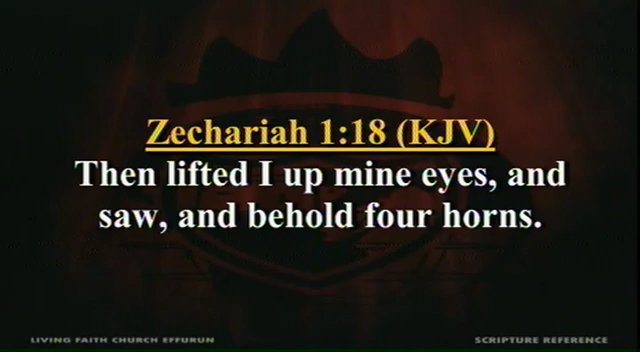 Zechariah 1:18 (KJV)
Then lifted I up mine eyes, and
saw, and behold four horns.
LIVING FAITH CHURCH EFFURUN
SCRIPTURE REFERENCE